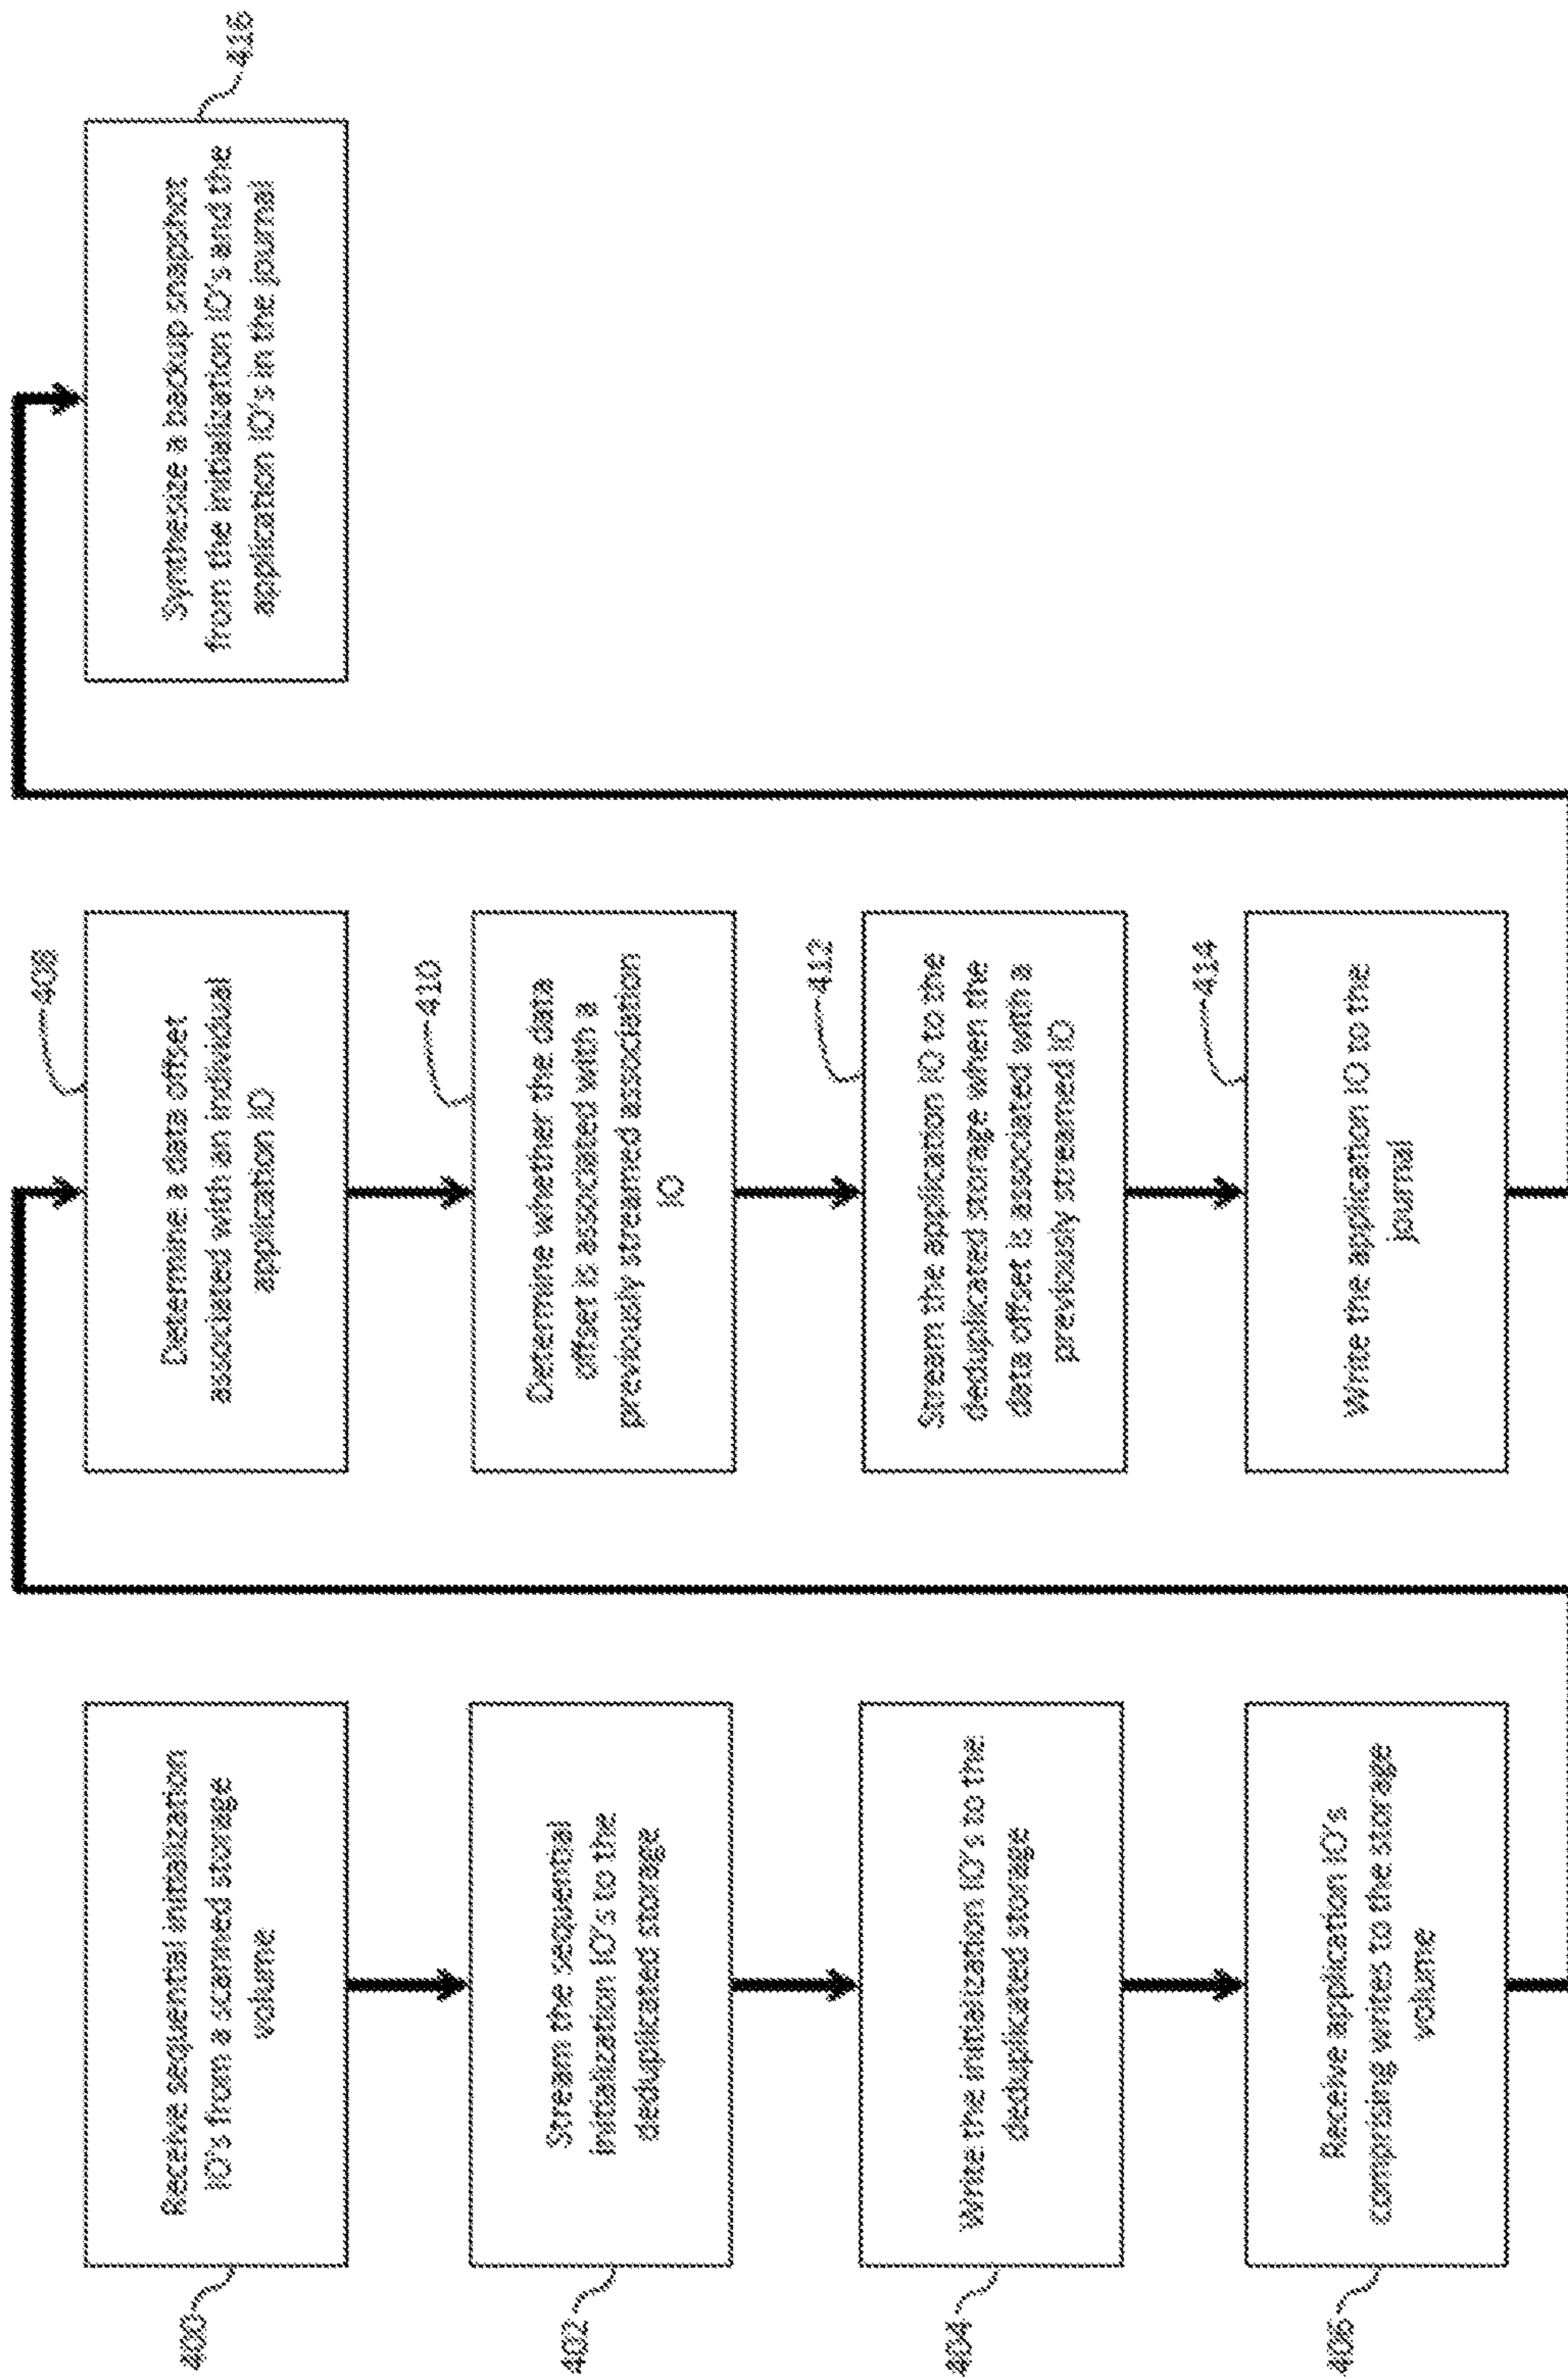 400
Receive sequential initialization
IO's from a scanned storage
volume
402
Stream the sequential
initialization IO's to the
deduplicated storage
404
Write the initialization IO's to the
deduplicated storage
406
Receive application IO's
comprising writes to the storage
volume
408
Determine a data offset
associated with an individual
application IO
410
Determine whether the data
offset is associated with a
previously streamed association
IO
412
Stream the application IO to the
deduplicated storage when the
data offset is associated with a
previously streamed IO
414
Write the application IO to the
journal
416
Synthesize a backup snapshot
from the initialization IO's and the
application IO's in the journal